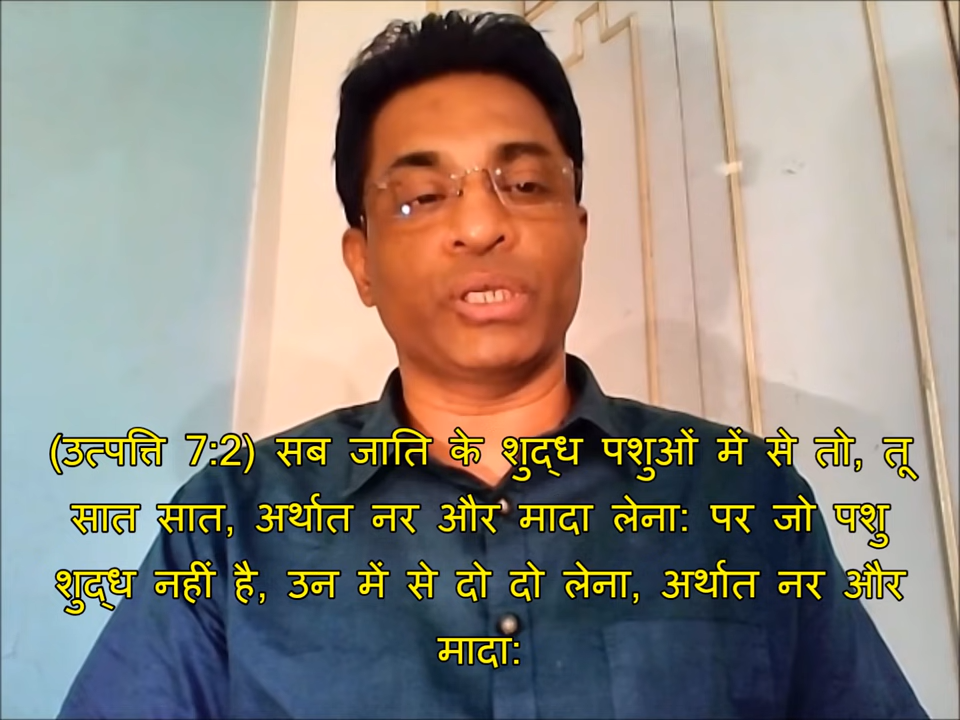 (उत्पत्ति 7:2) सब जाति के शुद्ध पशुओं में से तो, तू
सात सात, अर्थात नर और मादा लेना: पर जो पशु
शुद्ध नहीं है, उन में से दो दो लेना, अर्थात नर और
मादा: